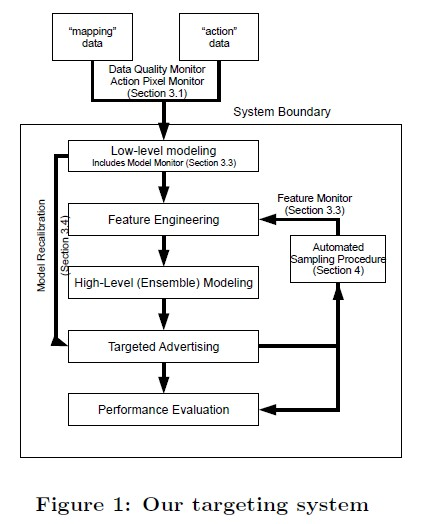 “mapping”
data
“action”
data
Data Quality Monitor
Action Pixel Monitor
(Section 3.1)
System Boundary
Low-level modeling
Includes Model Monitor (Section 3.3)
Model Recalibration
(Section 3.4)
Feature Engineering
Feature Monitor
(Section 3.3)
Automated
Sampling Procedure
(Section 4)
High-Level (Ensemble) Modeling
Targeted Advertising
Performance Evaluation
Figure 1: Our targeting system